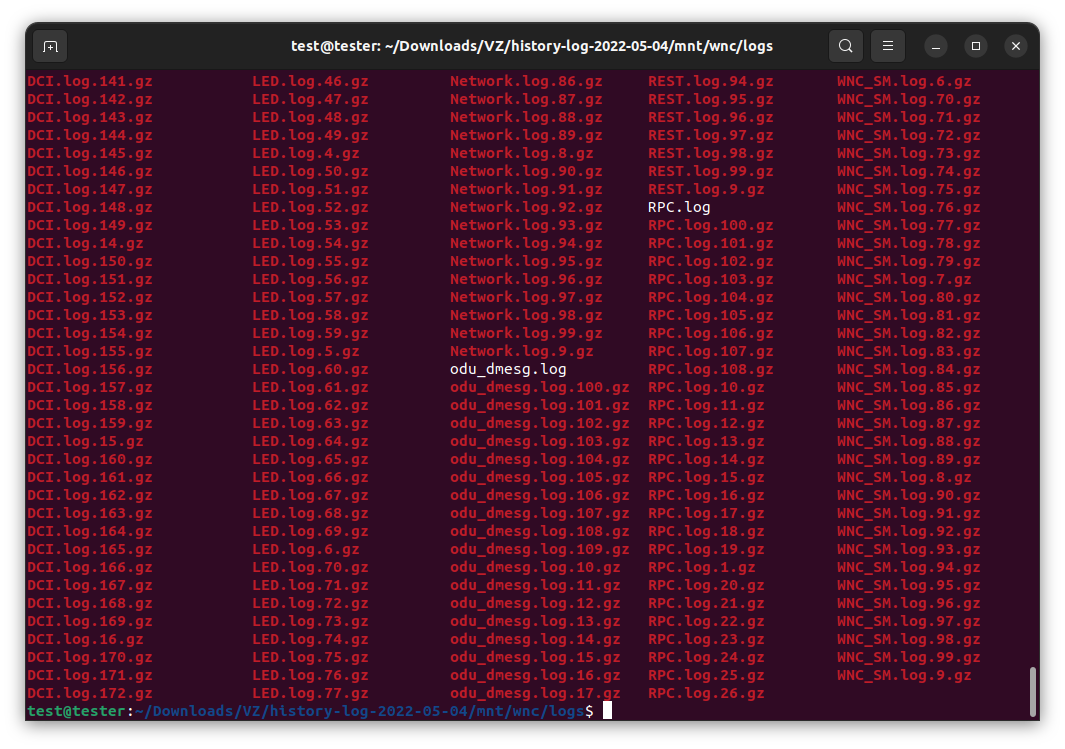 test@tester: ~/Downloads/VZ/history-log-2022-05-04/mnt/wnc/logs
DCI.log.141.gz LED.log.46.gz Network.log.86.gz REST.log.94.gz WNC_SM.log.6.gz
DCI.log.142.gz LED.log.47.gz Network.log.87.gz REST.log.95.gz WNC_SM.log.70.gz
DCI.log.143.gz LED.log.48.gz Network.log.88.gz REST.log.96.gz WNC_SM.log.71.gz
DCI.log.144.gz LED.log.49.gz Network.log.89.gz REST.log.97.gz WNC_SM.log.72.gz
DCI.log.145.gz LED.log.4.gz Network.log.8.gz REST.log.98.gz WNC_SM.log.73.gz
DCI.log.146.gz LED.log.50.gz Network.log.90.gz REST.log.99.gz WNC_SM.log.74.gz
DCI.log.147.gz LED.log.51.gz Network.log.91.gz REST.log.9.gz WNC_SM.log.75.gz
DCI.log.148.gz LED.log.52.gz Network.log.92.gz RPC.log WNC_SM.log.76.gz
DCI.log.149.gz LED.log.53.gz Network.log.93.gz RPC.log.100.gz WNC_SM.log.77.gz
DCI.log.14.gz LED.log.54.gz Network.log.94.gz RPC.log.101.gz WNC_SM.log.78.gz
DCI.log.150.gz LED.log.55.gz Network.log.95.gz RPC.log.102.gz WNC_SM.log.79.gz
DCI.log.151.gz LED.log.56.gz Network.log.96.gz RPC.log.103.gz WNC_SM.log.7.gz
DCI.log.152.gz LED.log.57.gz Network.log.97.gz RPC.log.104.gz WNC_SM.log.80.gz
DCI.log.153.gz LED.log.58.gz Network.log.98.gz RPC.log.105.gz WNC_SM.log.81.gz
DCI.log.154.gz LED.log.59.gz Network.log.99.gz RPC.log.106.gz WNC_SM.log.82.gz
DCI.log.155.gz LED.log.5.gz Network.log.9.gz RPC.log.107.gz WNC_SM.log.83.gz
DCI.log.156.gz LED.log.60.gz odu_dmesg.log RPC.log.108.gz WNC_SM.log.84.gz
DCI.log.157.gz LED.log.61.gz odu_dmesg.log.100.gz RPC.log.10.gz WNC_SM.log.85.gz
DCI.log.158.gz LED.log.62.gz odu_dmesg.log.101.gz RPC.log.11.gz WNC_SM.log.86.gz
DCI.log.159.gz LED.log.63.gz odu_dmesg.log.102.gz RPC.log.12.gz WNC_SM.log.87.gz
DCI.log.15.gz LED.log.64.gz odu_dmesg.log.103.gz RPC.log.13.gz WNC_SM.log.88.gz
DCI.log.160.gz LED.log.65.gz odu_dmesg.log.104.gz RPC.log.14.gz WNC_SM.log.89.gz
DCI.log.161.gz LED.log.66.gz odu_dmesg.log.105.gz RPC.log.15.gz WNC_SM.log.8.gz
DCI.log.162.gz LED.log.67.gz odu_dmesg.log.106.gz RPC.log.16.gz WNC_SM.log.90.gz
DCI.log.163.gz LED.log.68.gz odu_dmesg.log.107.gz RPC.log.17.gz WNC_SM.log.91.gz
DCI.log.164.gz LED.log.69.gz odu_dmesg.log.108.gz RPC.log.18.gz WNC_SM.log.92.gz
DCI.log.165.gz LED.log.6.gz odu_dmesg.log.109.gz RPC.log.19.gz WNC_SM.log.93.gz
DCI.log.166.gz LED.log.70.gz odu_dmesg.log.10.gz RPC.log.1.gz WNC_SM.log.94.gz
DCI.log.167.gz LED.log.71.gz odu_dmesg.log.11.gz RPC.log.20.gz WNC_SM.log.95.gz
DCI.log.168.gz LED.log.72.gz odu_dmesg.log.12.gz RPC.log.21.gz WNC_SM.log.96.gz
DCI.log.169.gz LED.log.73.gz odu_dmesg.log.13.gz RPC.log.22.gz WNC_SM.log.97.gz
DCI.log.16.gz LED.log.74.gz odu_dmesg.log.14.gz RPC.log.23.gz WNC_SM.log.98.gz
DCI.log.170.gz LED.log.75.gz odu_dmesg.log.15.gz RPC.log.24.gz WNC_SM.log.99.gz
DCI.log.171.gz LED.log.76.gz odu_dmesg.log.16.gz RPC.log.25.gz WNC_SM.log.9.gz
DCI.log.172.gz LED.log.77.gz odu_dmesg.log.17.gz RPC.log.26.gz
test@tester:~/Downloads/VZ/history-log-2022-05-04/mnt/wnc/logs$